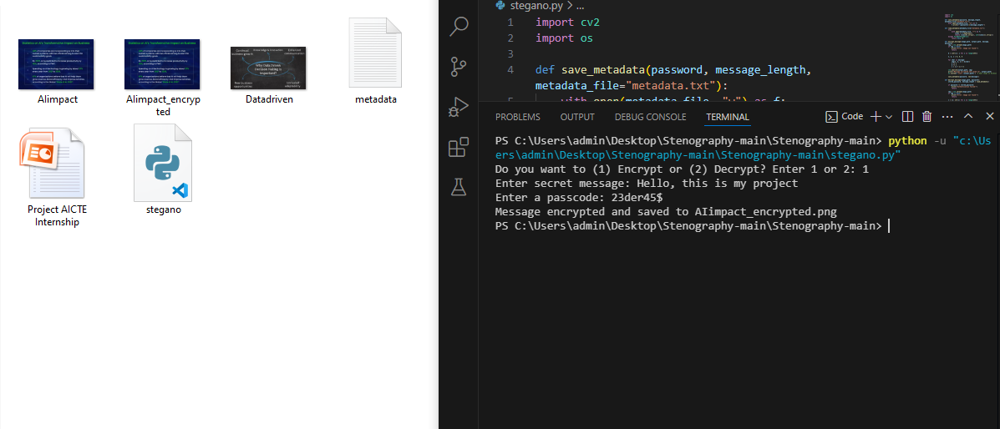 AIimpact
AIimpact_encryp
ted
Datadriven
metadata
Project AICTE
Internship
stegano
stegano.py > ...
1 import cv2
2 import os
3
4 def save_metadata(password, message_length,
metadata_file="metadata.txt"):
5 with open(metadata_file, "w") as f:
PROBLEMS OUTPUT DEBUG CONSOLE TERMINAL
Code
PS C:\Users\admin\Desktop\Stenography-main\Stenography-main> python -u "c:\Us
ers\admin\Desktop\Stenography-main\Stenography-main\stegano.py"
Do you want to (1) Encrypt or (2) Decrypt? Enter 1 or 2: 1
Enter secret message: Hello, this is my project
Enter a passcode: 23der45$
Message encrypted and saved to AIimpact_encrypted.png
PS C:\Users\admin\Desktop\Stenography-main\Stenography-main>